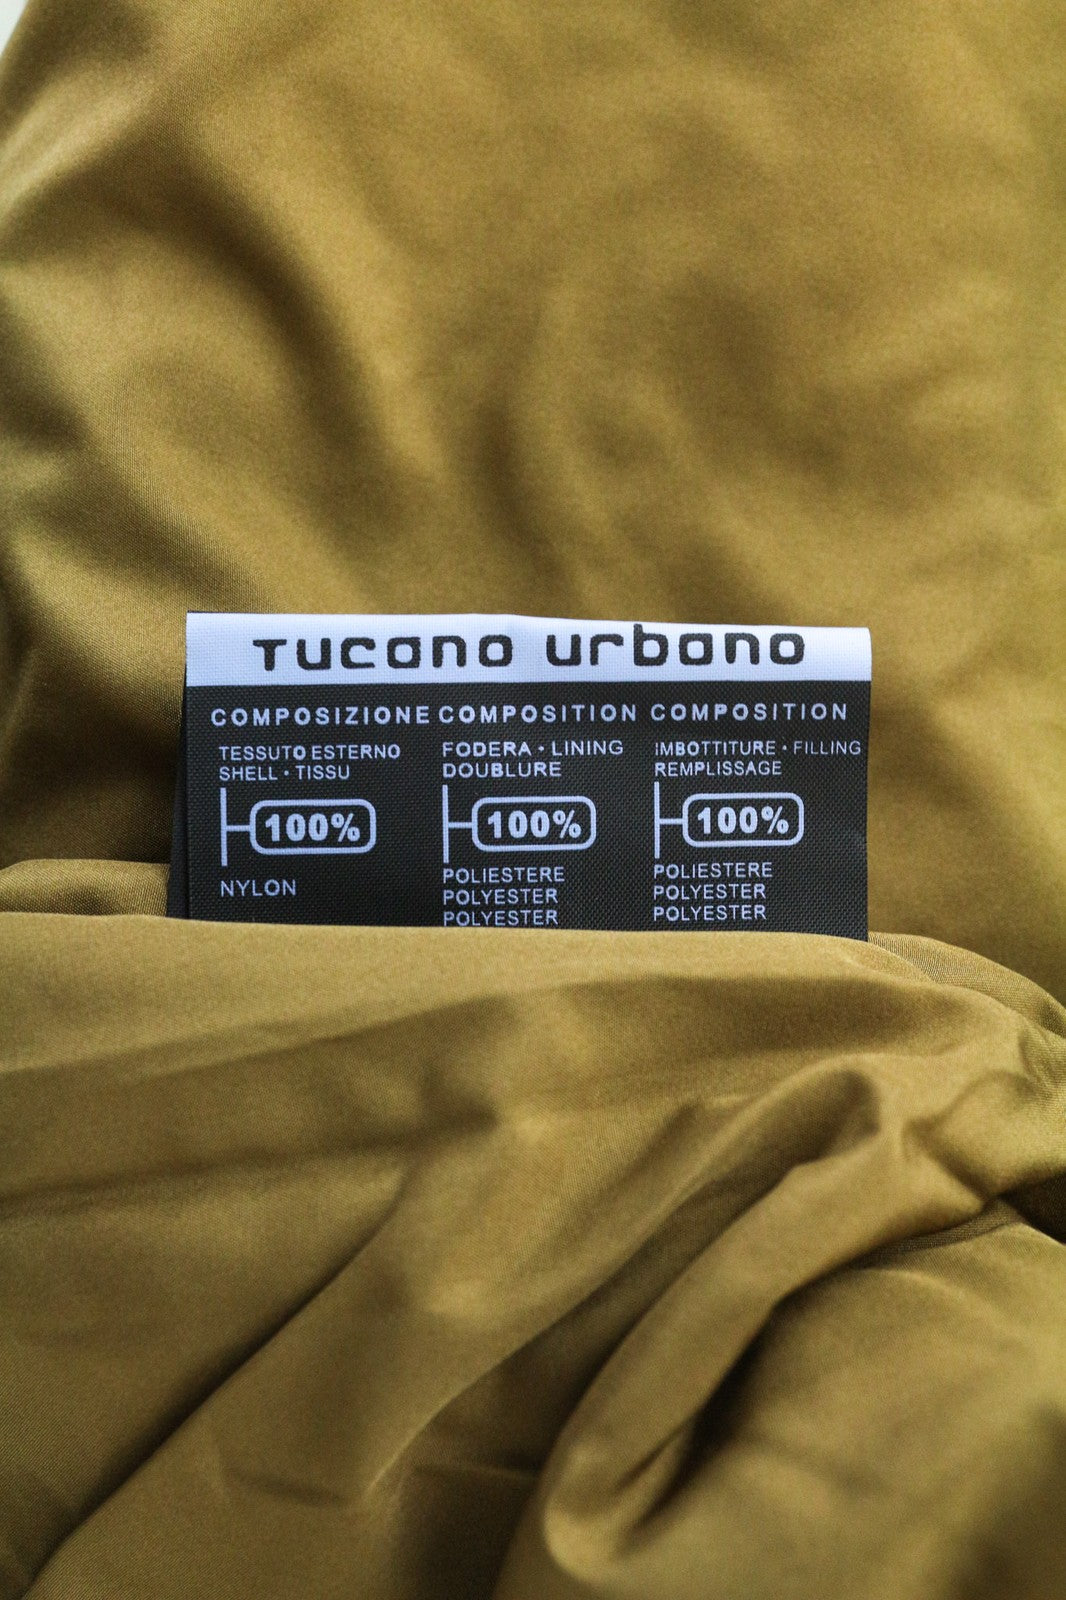 Tucano urbano
COMPOSIZIONE COMPOSITION COMPOSITION
TESSUTO ESTERNO
SHELL · TISSU
100%
NYLON
FODERA · LINING
DOUBLURE
100%
POLIESTERE
POLYESTER
POLYESTER
IMBOTTITURE · FILLING
REMPLISSAGE
100%
POLIESTERE
POLYESTER
POLYESTER